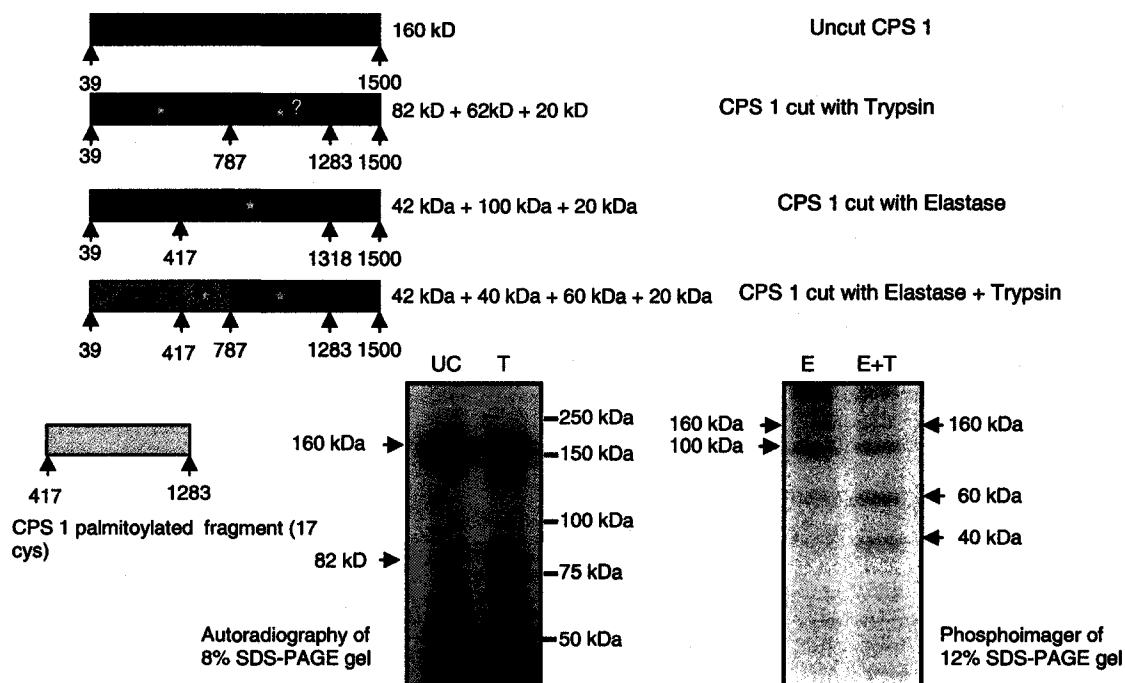 160 kD
Uncut CPS 1
39 1500
* * ?
82 kD + 62kD + 20 kD
CPS 1 cut with Trypsin
39 787 1283 1500
*
42 kDa + 100 kDa + 20 kDa
CPS 1 cut with Elastase
39 417 1318 1500
* *
42 kDa + 40 kDa + 60 kDa + 20 kDa
CPS 1 cut with Elastase + Trypsin
39 417 787 1283 1500
UC T
E E+T
250 kDa
160 kDa
150 kDa
100 kDa
82 kD
75 kDa
50 kDa
160 kDa
100 kDa
160 kDa
60 kDa
40 kDa
417 1283
CPS 1 palmitoylated fragment (17
cys)
Autoradiography of
8% SDS-PAGE gel
Phosphoimager of
12% SDS-PAGE gel